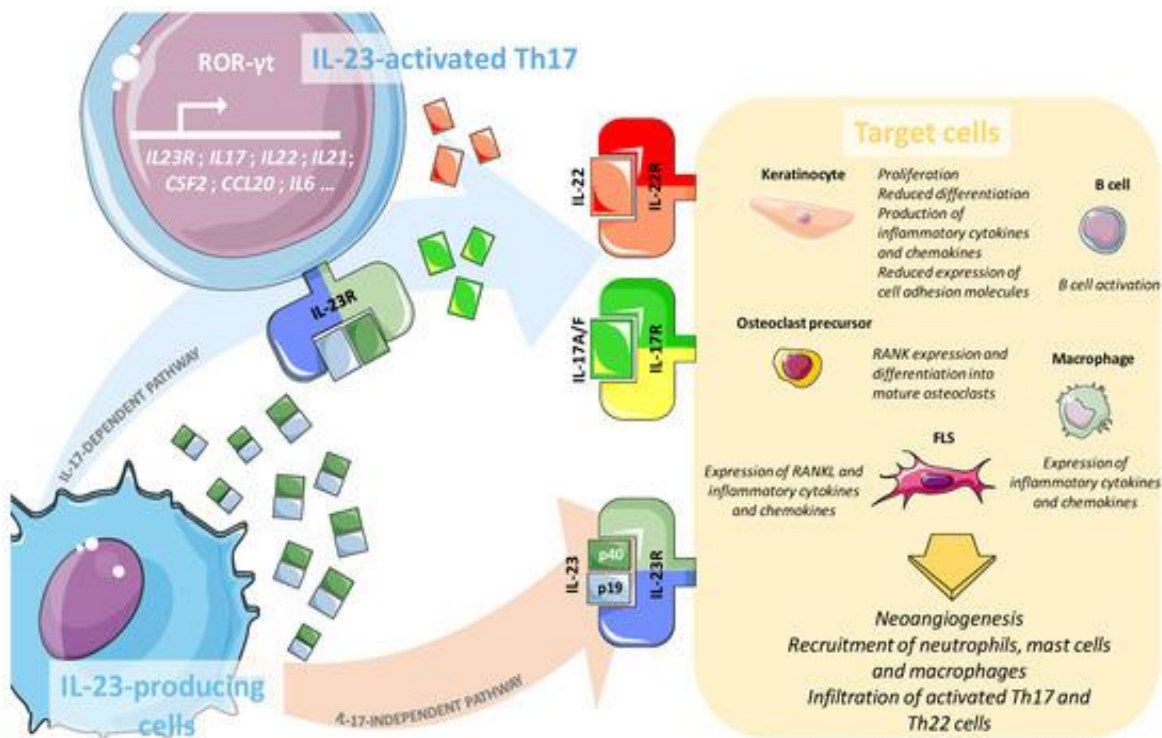 ROR-γt
IL-23-activated Th17
IL23R ; IL17 ; IL22 ; IL21;
CSF2 ; CCL20 ; IL6 ...
IL-23R
IL-17-DEPENDENT PATHWAY
IL-23-producing
cells
IL-17-INDEPENDENT PATHWAY
IL-22
IL-22R
IL-17A/F
IL-17R
IL-23
p40
p19
IL-23R
Target cells
Keratinocyte
Proliferation
Reduced differentiation
Production of
inflammatory cytokines
and chemokines
Reduced expression of
cell adhesion molecules
B cell
B cell activation
Osteoclast precursor
RANK expression and
differentiation into
mature osteoclasts
Macrophage
Expression of
inflammatory cytokines
and chemokines
FLS
Expression of RANKL and
inflammatory cytokines
and chemokines
Neoangiogenesis
Recruitment of neutrophils, mast cells
and macrophages
Infiltration of activated Th17 and
Th22 cells